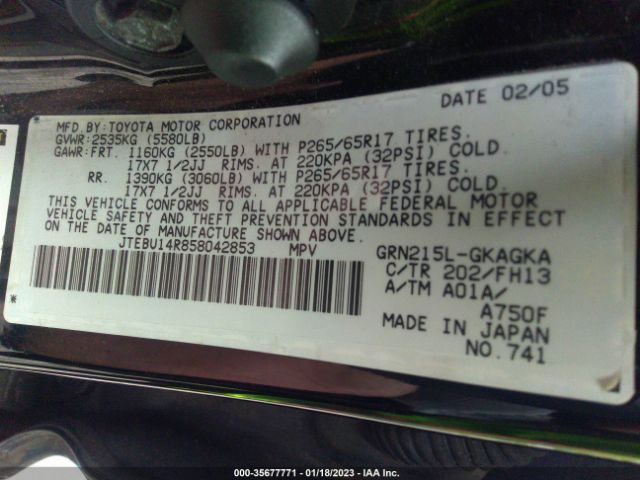 DATE 02/05
MFD.BY:TOYOTA MOTOR CORPORATION
GVWR:2535KG (5580LB)
GAWR:FRT. 1160KG (2550LB) WITH P265/65R17 TIRES.
17X7 1/2JJ RIMS. AT 220KPA (32PSI) COLD.
RR. 1390KG (3060LB) WITH P265/65R17 TIRES.
17X7 1/2JJ RIMS. AT 220KPA (32PSI) COLD.
THIS VEHICLE CONFORMS TO ALL APPLICABLE FEDERAL MOTOR
VEHICLE SAFETY AND THEFT PREVENTION STANDARDS IN EFFECT
ON THE DATE OF MANUFACTURE SHOWN ABOVE.
JTEBU14R858042853 MPV GRN215L-GKAGKA
C/TR 202/FH13
A/TM A01A/
A750F
MADE IN JAPAN
NO.741
000-35677771 - 01/18/2023 - IAA Inc.